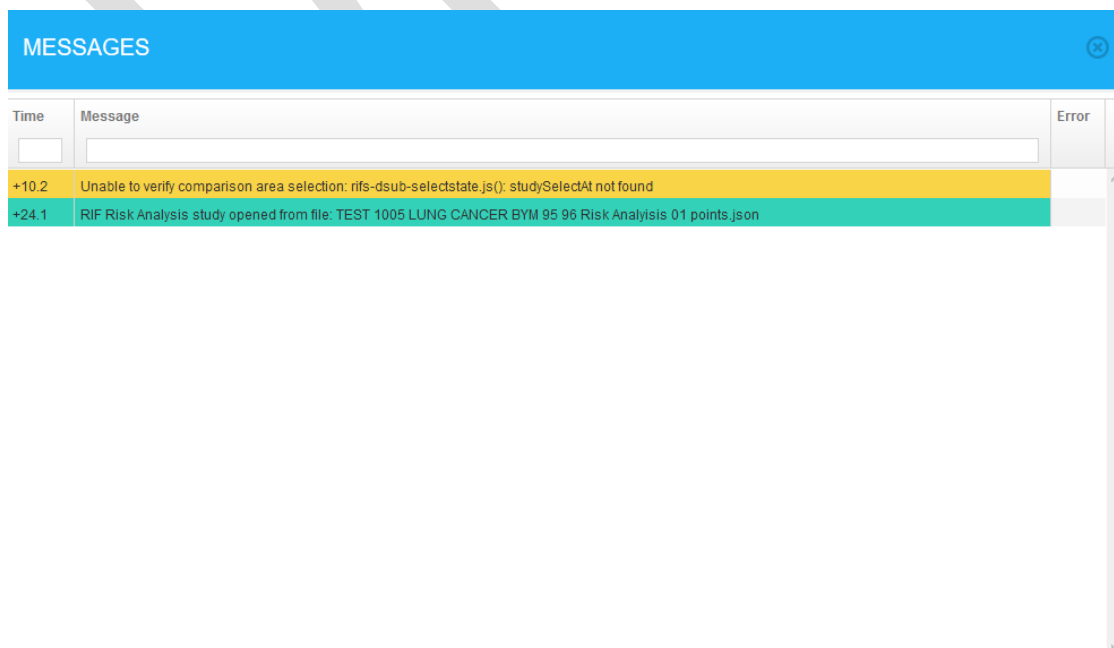 MESSAGES
Time Message Error
+10.2 Unable to verify comparison area selection: rifs-dsub-selectstate.js(): studySelectAt not found
+24.1 RIF Risk Analysis study opened from file: TEST 1005 LUNG CANCER BYM 95 96 Risk Analyisis 01 points.json